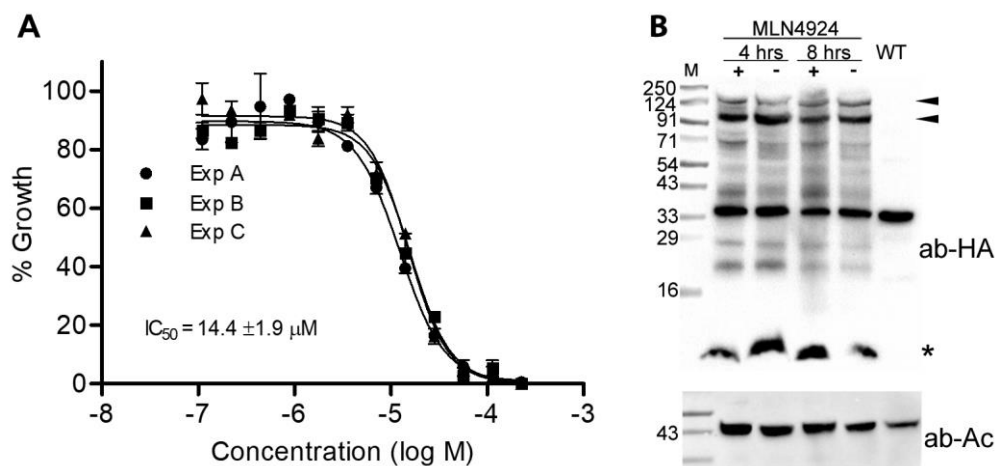 A
100
80
60
40
20
0
% Growth
Exp A
Exp B
Exp C
IC50 = 14.4 ±1.9 μM
-8 -7 -6 -5 -4 -3
Concentration (log M)
B
MLN4924
4 hrs 8 hrs WT
M + - + -
250
124
91
71
54
43
33
29
16
ab-HA
*
43
ab-Ac